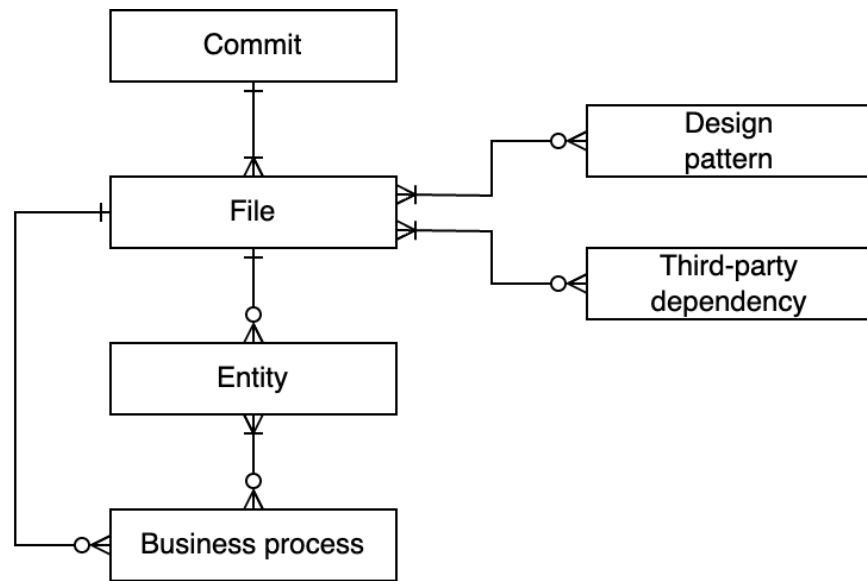 Commit
Design
pattern
File
Third-party
dependency
Entity
Business process